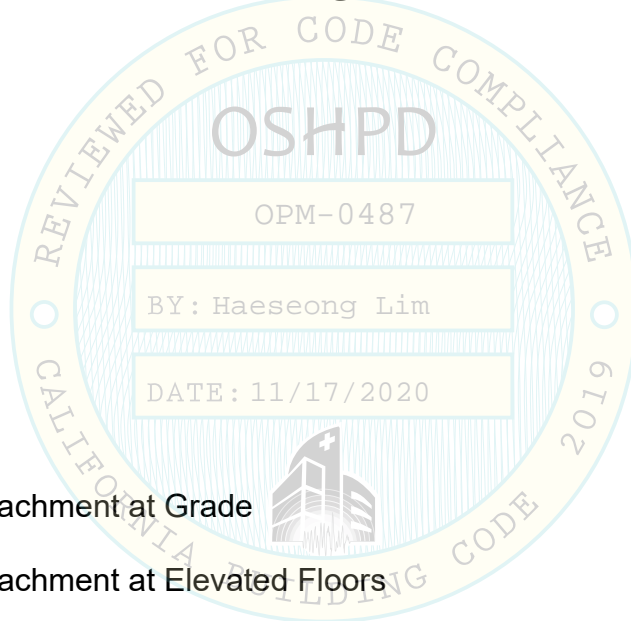 REVIEWED FOR CODE COMPLIANCE
OSHPD
OPM-0487
BY: Haeseong Lim
DATE: 11/17/2020
CALIFORNIA BUILDING CODE 2019
achment at Grade
achment at Elevated Floors